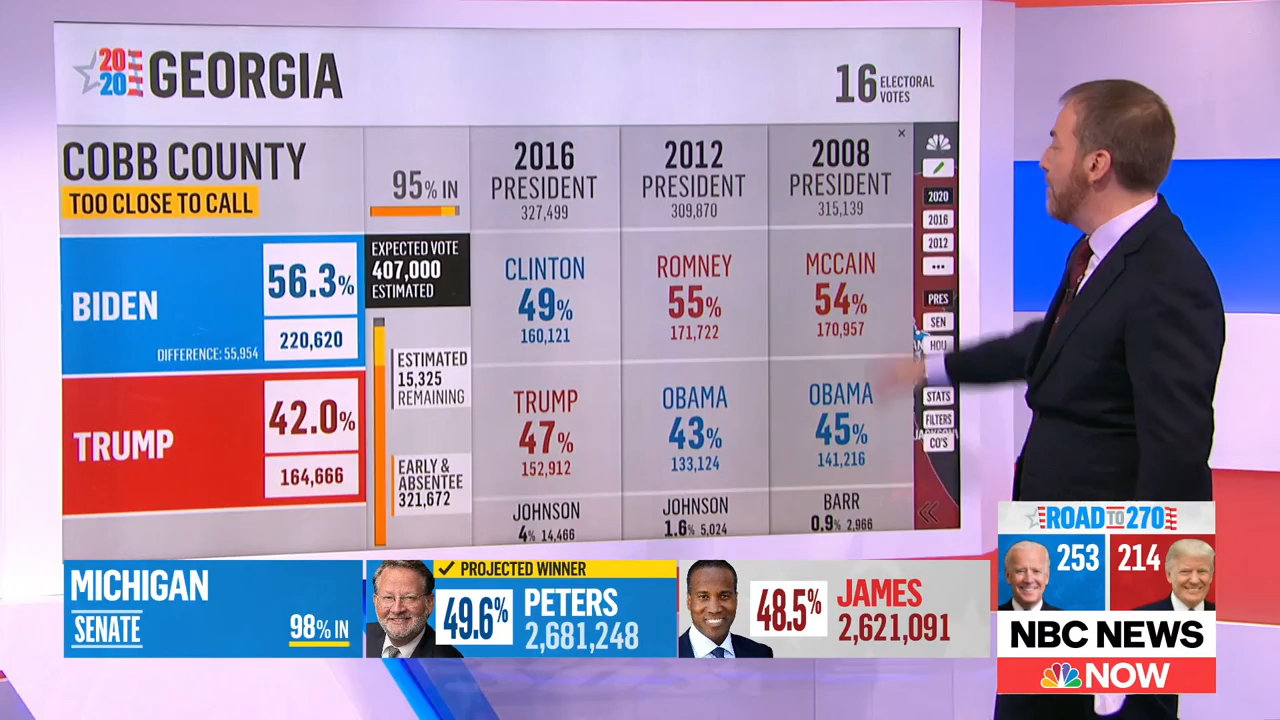 2020 GEORGIA
16 ELECTORAL VOTES
COBB COUNTY
TOO CLOSE TO CALL
95% IN
2016
PRESIDENT
327,499
2012
PRESIDENT
309,870
2008
PRESIDENT
315,139
×
BIDEN
56.3%
220,620
DIFFERENCE: 55,954
TRUMP
42.0%
164,666
EXPECTED VOTE
407,000
ESTIMATED
ESTIMATED
15,325
REMAINING
EARLY &
ABSENTEE
321,672
CLINTON
49%
160,121
TRUMP
47%
152,912
JOHNSON
4% 14,466
ROMNEY
55%
171,722
OBAMA
43%
133,124
JOHNSON
1.6% 5,024
MCCAIN
54%
170,957
OBAMA
45%
141,216
BARR
0.9% 2,966
2020
2016
2012
•••
PRES
SEN
HOU
STATS
FILTERS
CO'S
MICHIGAN
SENATE
98% IN
✓ PROJECTED WINNER
49.6%
PETERS
2,681,248
48.5%
JAMES
2,621,091
ROAD TO 270
253
214
NBC NEWS
NOW